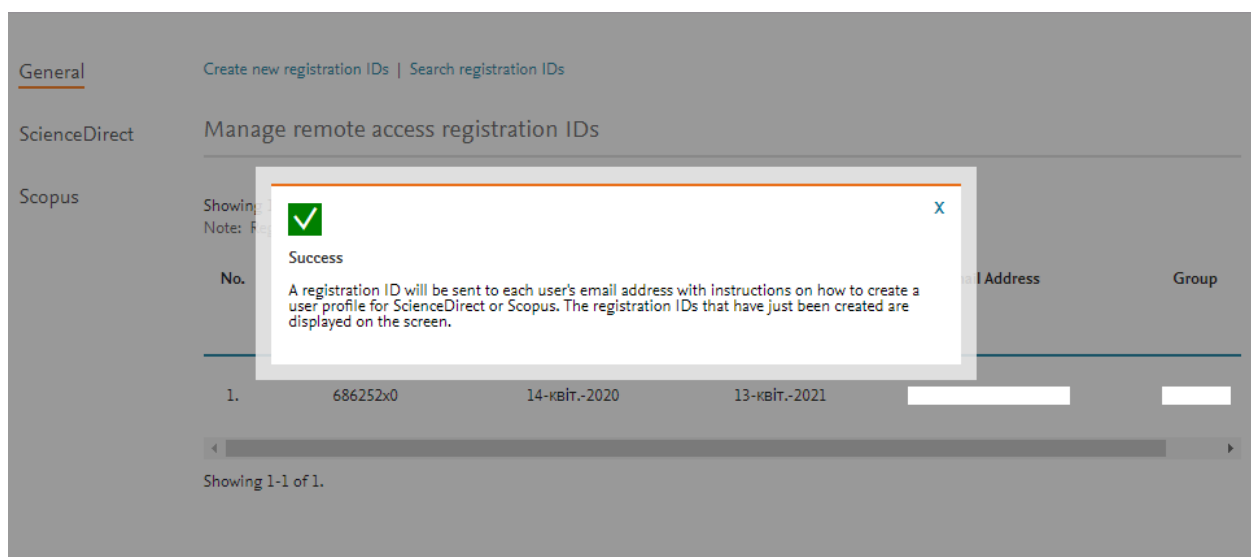 General
Create new registration IDs | Search registration IDs
ScienceDirect
Manage remote access registration IDs
Scopus
Showing
Note:
X
Success
A registration ID will be sent to each user's email address with instructions on how to create a
user profile for ScienceDirect or Scopus. The registration IDs that have just been created are
displayed on the screen.
No. Address Group
1. 686252x0 14-квіт.-2020 13-квіт.-2021
Showing 1-1 of 1.